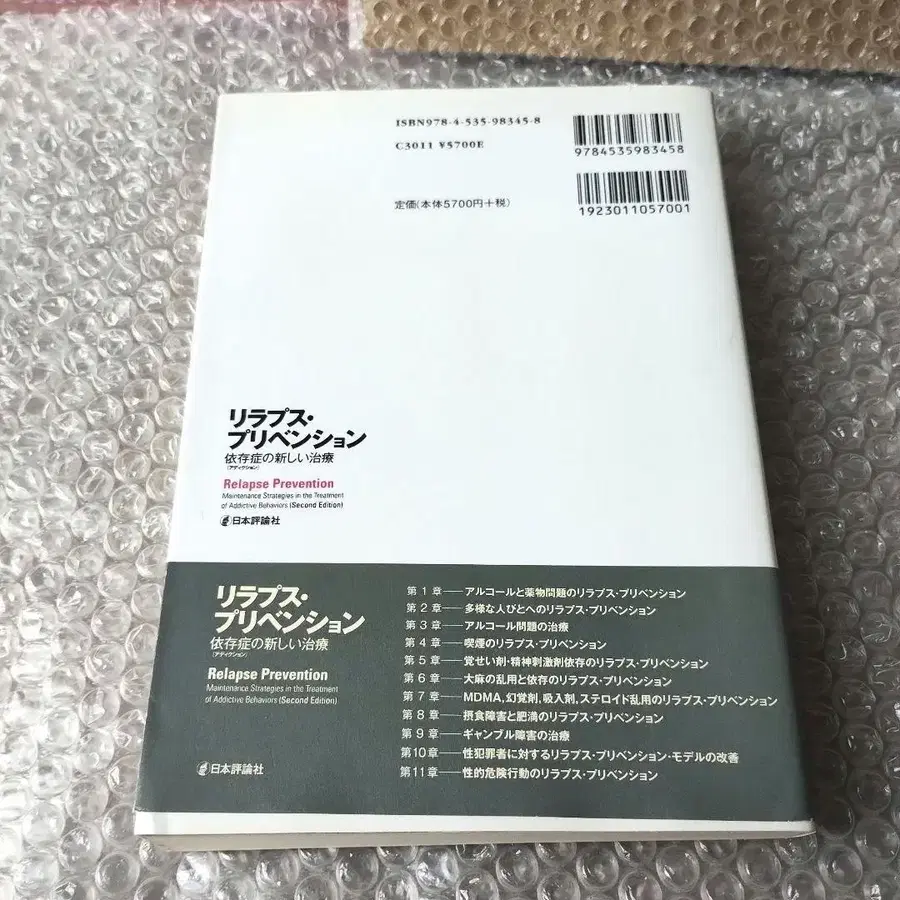 ISBN978-4-535-98345-8
C3011 ¥5700E
定価(本体5700円+税)
9784535983458
1923011057001
リラプス・
プリベンション
依存症の新しい治療
(アディクション)
Relapse Prevention
Maintenance Strategies in the Treatment
of Addictive Behaviors (Second Edition)
日本評論社
リラプス・
プリベンション
依存症の新しい治療
(アディクション)
Relapse Prevention
Maintenance Strategies in the Treatment
of Addictive Behaviors (Second Edition)
日本評論社
第1章──アルコールと薬物問題のリラプス・プリベンション
第2章──多様な人びとへのリラプス・プリベンション
第3章──アルコール問題の治療
第4章──喫煙のリラプス・プリベンション
第5章──覚せい剤・精神刺激剤依存のリラプス・プリベンション
第6章──大麻の乱用と依存のリラプス・プリベンション
第7章──MDMA,幻覚剤,吸入剤,ステロイド乱用のリラプス・プリベンション
第8章──摂食障害と肥満のリラプス・プリベンション
第9章──ギャンブル障害の治療
第10章──性犯罪者に対するリラプス・プリベンション・モデルの改善
第11章──性的危険行動のリラプス・プリベンション